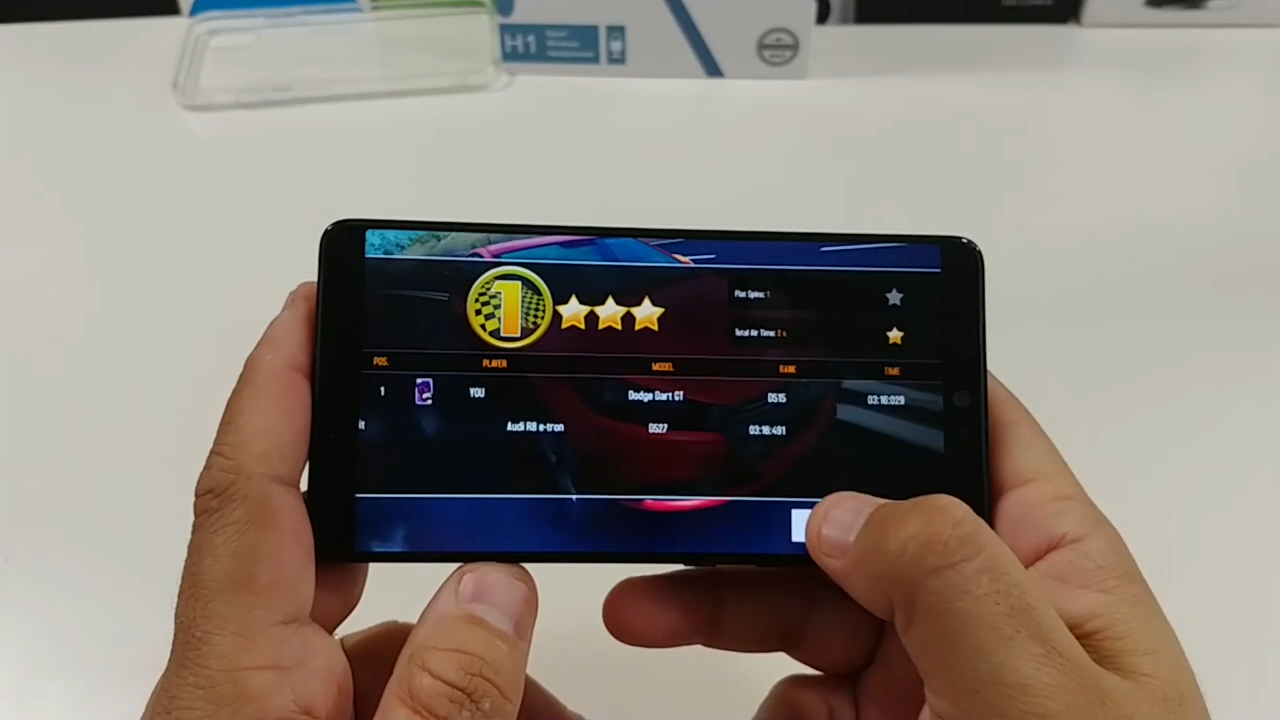 H1
1
Flat Spins: 1
Total Air Time: 2 s
POS. PLAYER MODEL RANK TIME
1 YOU Dodge Dart GT D515 03:16:029
it Audi R8 e-tron D527 03:16:491